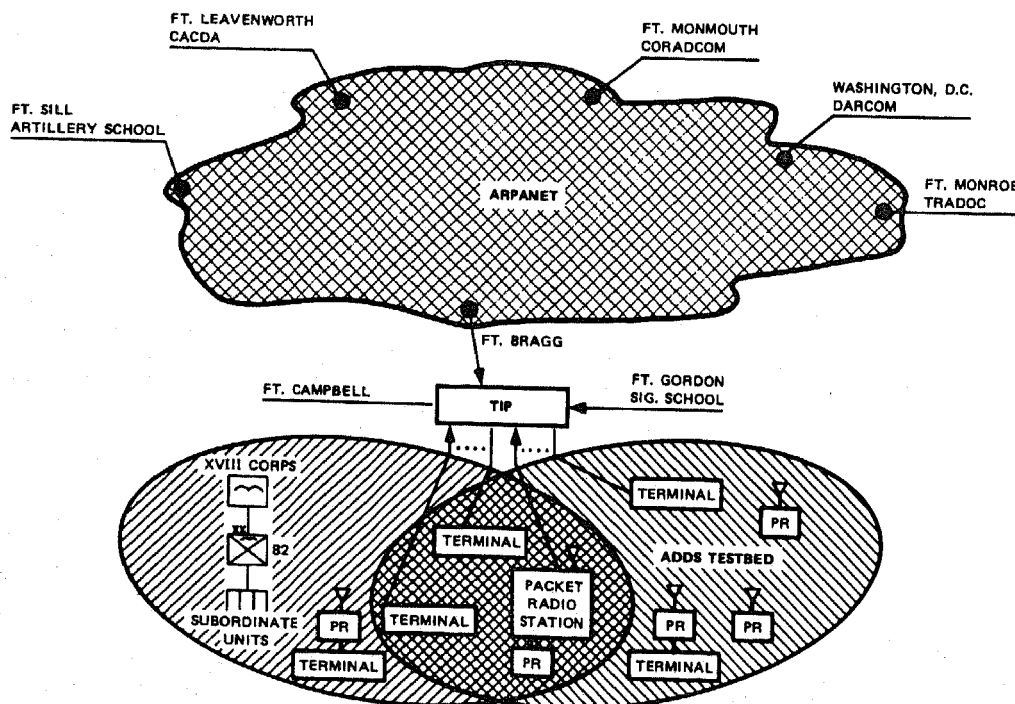 FT. LEAVENWORTH
CACDA
FT. MONMOUTH
CORADCOM
WASHINGTON, D.C.
DARCOM
FT. SILL
ARTILLERY SCHOOL
ARPANET
FT. MONROE
TRADOC
FT. BRAGG
FT. CAMPBELL
TIP
FT. GORDON
SIG. SCHOOL
XVIII CORPS
XX
82
SUBORDINATE
UNITS
PR
TERMINAL
TERMINAL
TERMINAL
PACKET
RADIO
STATION
PR
TERMINAL
PR
ADDS TESTBED
PR
TERMINAL
PR